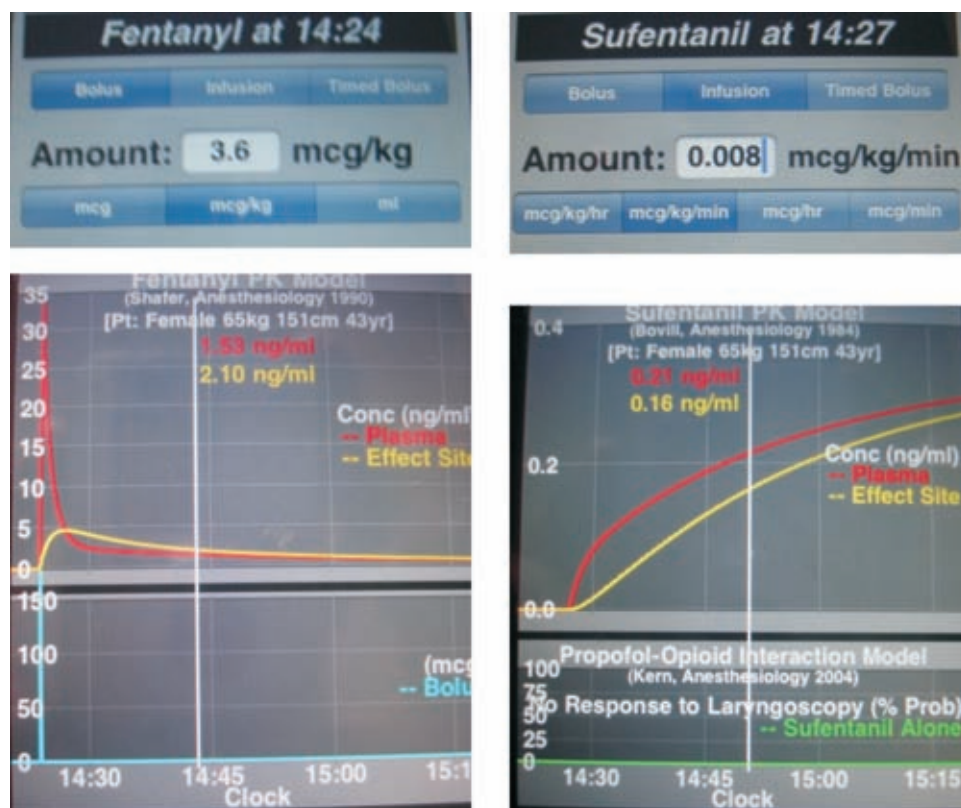 Fentanyl at 14:24
Bolus Infusion Timed Bolus
Amount: 3.6 mcg/kg
mcg mcg/kg ml
Fentanyl PK Model
(Shafer, Anesthesiology 1990)
[Pt: Female 65kg 151cm 43yr]
1.53 ng/ml
2.10 ng/ml
Conc (ng/ml)
-- Plasma
-- Effect Site
35
30
25
20
15
10
5
0
150
100
50
0
(mcg
-- Bolu
14:30 14:45 15:00 15:1
Clock
Sufentanil at 14:27
Bolus Infusion Timed Bolus
Amount: 0.008 mcg/kg/min
mcg/kg/hr mcg/kg/min mcg/hr mcg/min
Sufentanil PK Model
(Bovill, Anesthesiology 1984)
[Pt: Female 65kg 151cm 43yr]
0.21 ng/ml
0.16 ng/ml
Conc (ng/ml)
-- Plasma
-- Effect Site
0.4
0.2
0.0
Propofol-Opioid Interaction Model
(Kern, Anesthesiology 2004)
No Response to Laryngoscopy (% Prob)
-- Sufentanil Alone
100
75
50
25
0
14:30 14:45 15:00 15:15
Clock